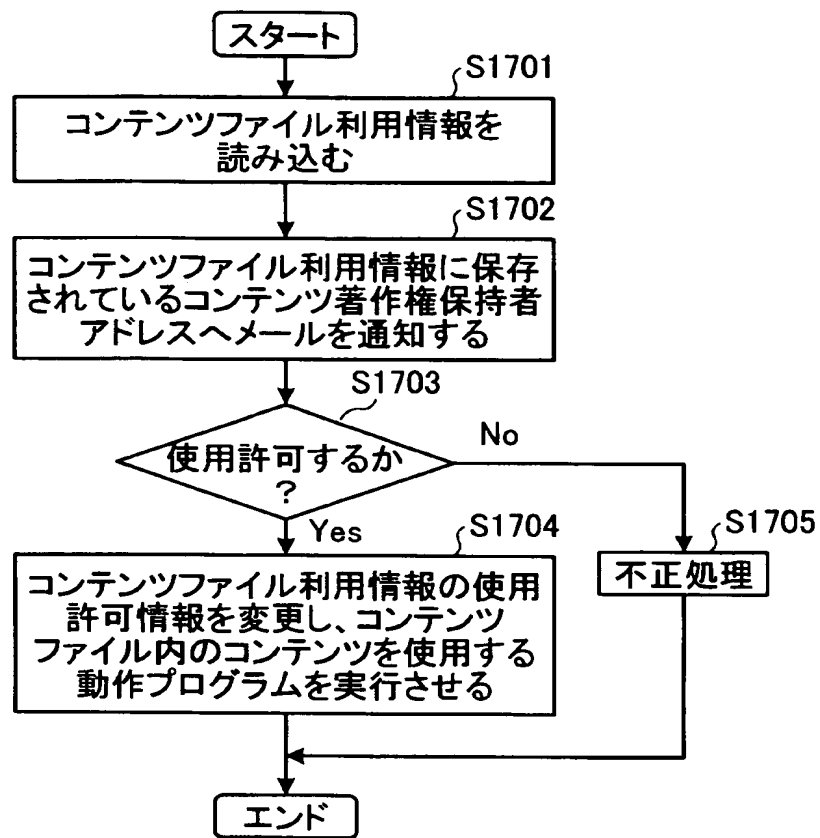 スタート
S1701
コンテンツファイル利用情報を
読み込む
S1702
コンテンツファイル利用情報に保存
されているコンテンツ著作権保持者
アドレスへメールを通知する
S1703
使用許可するか
?
No
Yes
S1704
コンテンツファイル利用情報の使用
許可情報を変更し、コンテンツ
ファイル内のコンテンツを使用する
動作プログラムを実行させる
S1705
不正処理
エンド